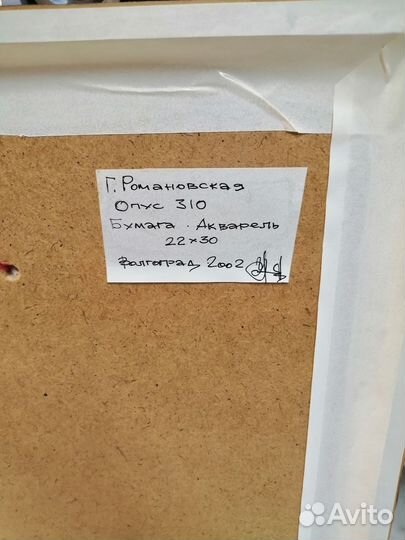 Г. Романовская
Опус 310
Бумага . Акварель
22×30
Волгоград 2002
Avito